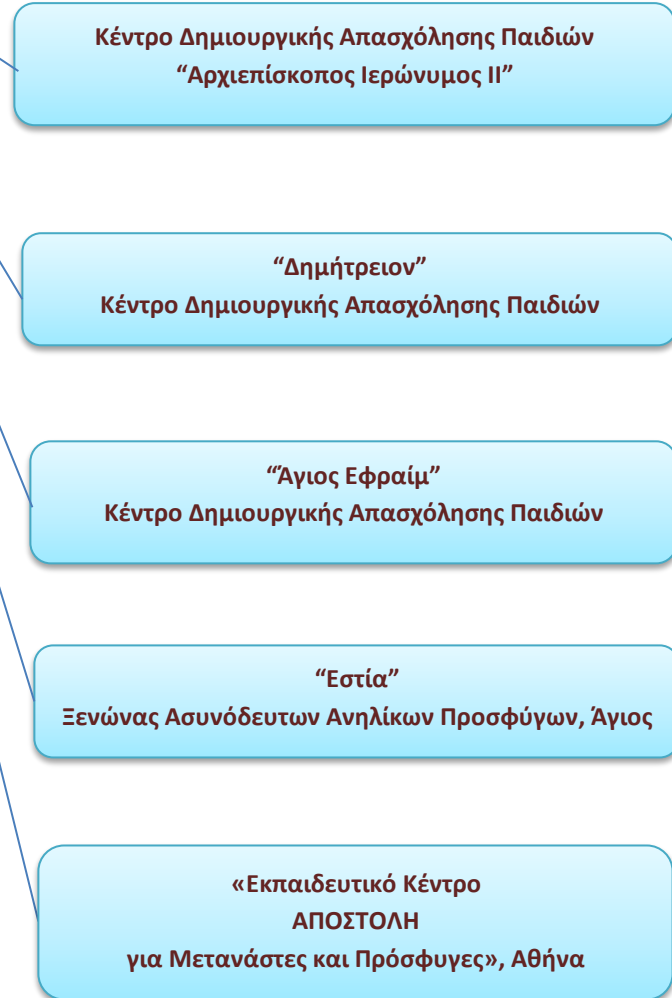 Κέντρο Δημιουργικής Απασχόλησης Παιδιών
“Αρχιεπίσκοπος Ιερώνυμος ΙΙ”
“Δημήτρειον”
Κέντρο Δημιουργικής Απασχόλησης Παιδιών
“Άγιος Εφραίμ”
Κέντρο Δημιουργικής Απασχόλησης Παιδιών
“Εστία”
Ξενώνας Ασυνόδευτων Ανηλίκων Προσφύγων, Άγιος
«Εκπαιδευτικό Κέντρο
ΑΠΟΣΤΟΛΗ
για Μετανάστες και Πρόσφυγες», Αθήνα